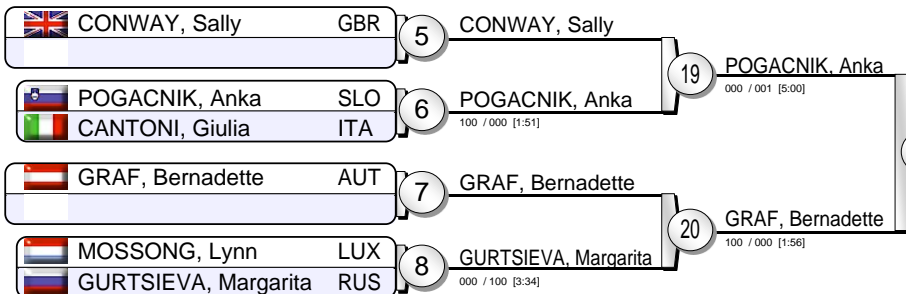 CONWAY, Sally GBR
5
CONWAY, Sally
POGACNIK, Anka SLO
CANTONI, Giulia ITA
6
POGACNIK, Anka
100 / 000 [1:51]
19
POGACNIK, Anka
000 / 001 [5:00]
GRAF, Bernadette AUT
7
GRAF, Bernadette
MOSSONG, Lynn LUX
GURTSIEVA, Margarita RUS
8
GURTSIEVA, Margarita
000 / 100 [3:34]
20
GRAF, Bernadette
100 / 000 [1:56]